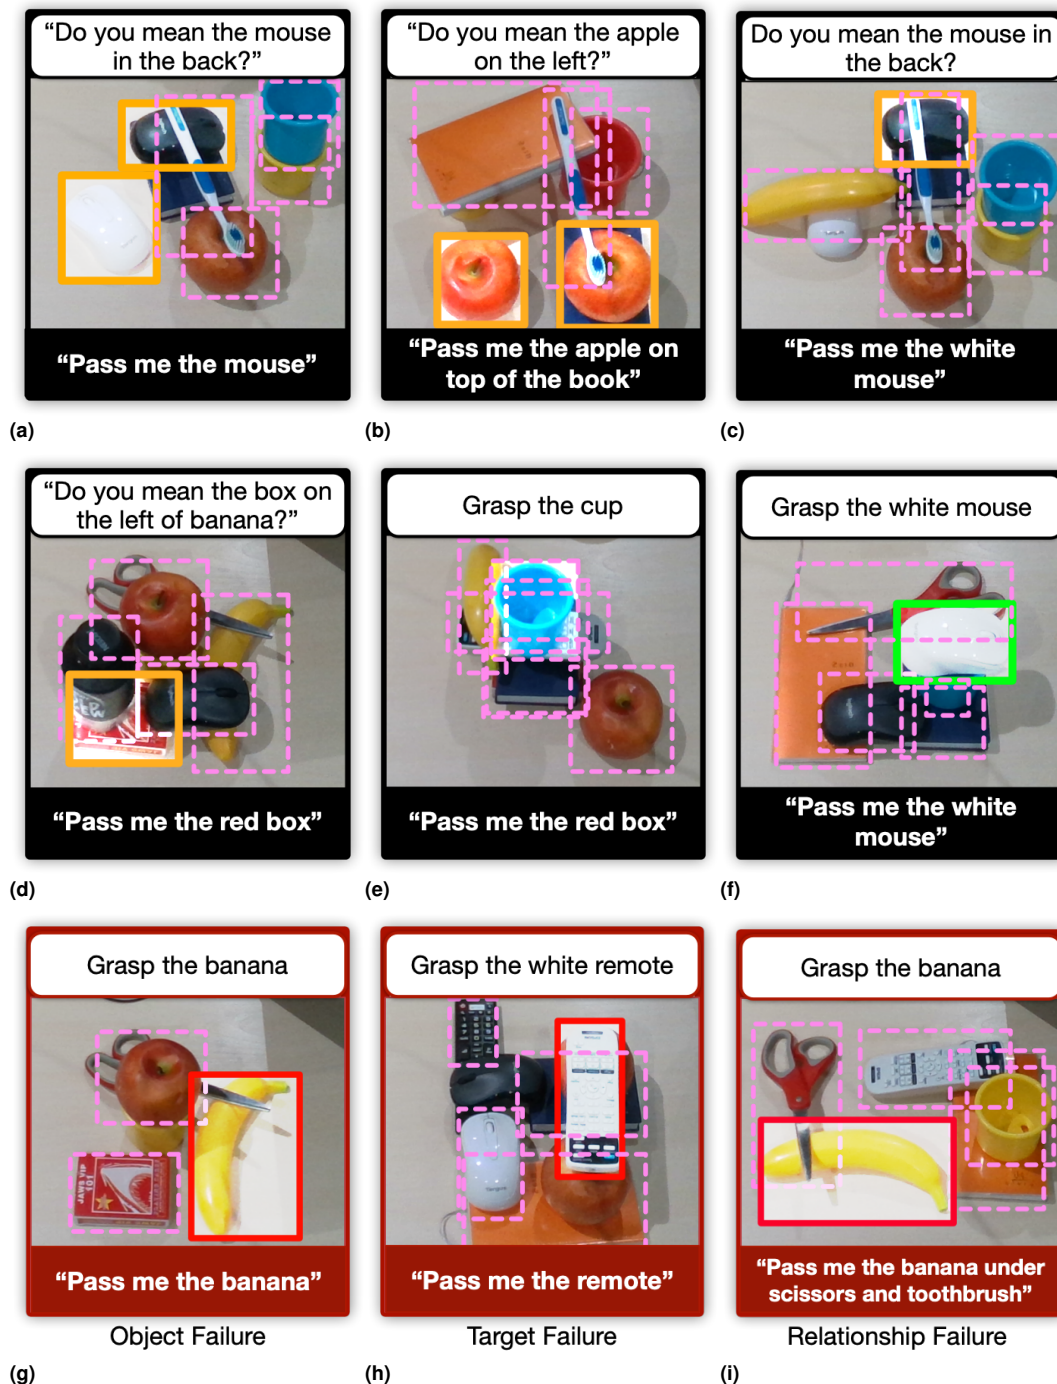 “Do you mean the mouse
in the back?”
“Pass me the mouse”
(a)
“Do you mean the apple
on the left?”
“Pass me the apple on
top of the book”
(b)
Do you mean the mouse in
the back?
“Pass me the white
mouse”
(c)
“Do you mean the box on
the left of banana?”
“Pass me the red box”
(d)
Grasp the cup
“Pass me the red box”
(e)
Grasp the white mouse
“Pass me the white
mouse”
(f)
Grasp the banana
JAWS VIP
101
“Pass me the banana”
Object Failure
(g)
Grasp the white remote
“Pass me the remote”
Target Failure
(h)
Grasp the banana
“Pass me the banana under
scissors and toothbrush”
Relationship Failure
(i)